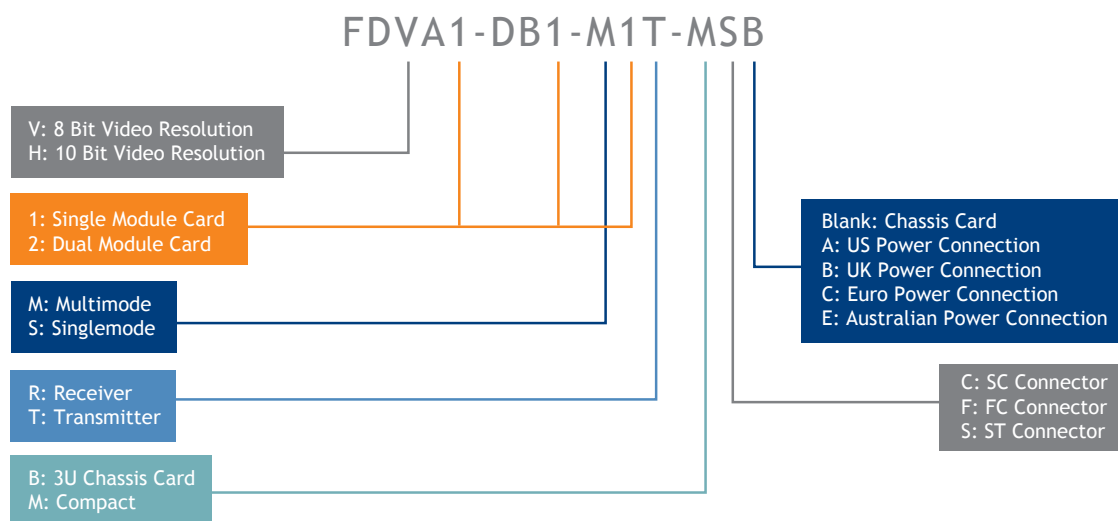 FDVA1-DB1-M1T-MSB
V: 8 Bit Video Resolution
H: 10 Bit Video Resolution
1: Single Module Card
2: Dual Module Card
M: Multimode
S: Singlemode
R: Receiver
T: Transmitter
B: 3U Chassis Card
M: Compact
Blank: Chassis Card
A: US Power Connection
B: UK Power Connection
C: Euro Power Connection
E: Australian Power Connection
C: SC Connector
F: FC Connector
S: ST Connector